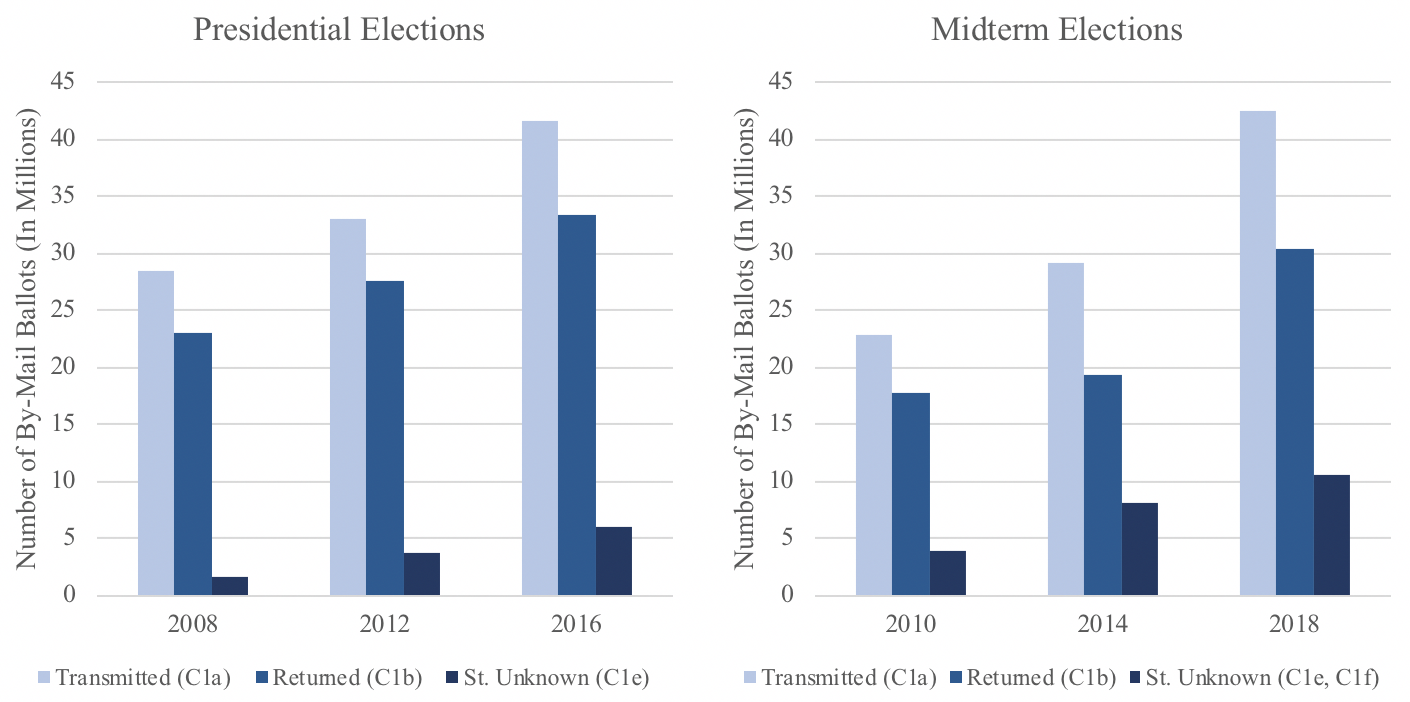 Presidential Elections
Number of By-Mail Ballots (In Millions)
45
40
35
30
25
20
15
10
5
0
2008 2012 2016
Transmitted (C1a) Returned (C1b) St. Unknown (C1e)
Midterm Elections
Number of By-Mail Ballots (In Millions)
45
40
35
30
25
20
15
10
5
0
2010 2014 2018
Transmitted (C1a) Returned (C1b) St. Unknown (C1e, C1f)